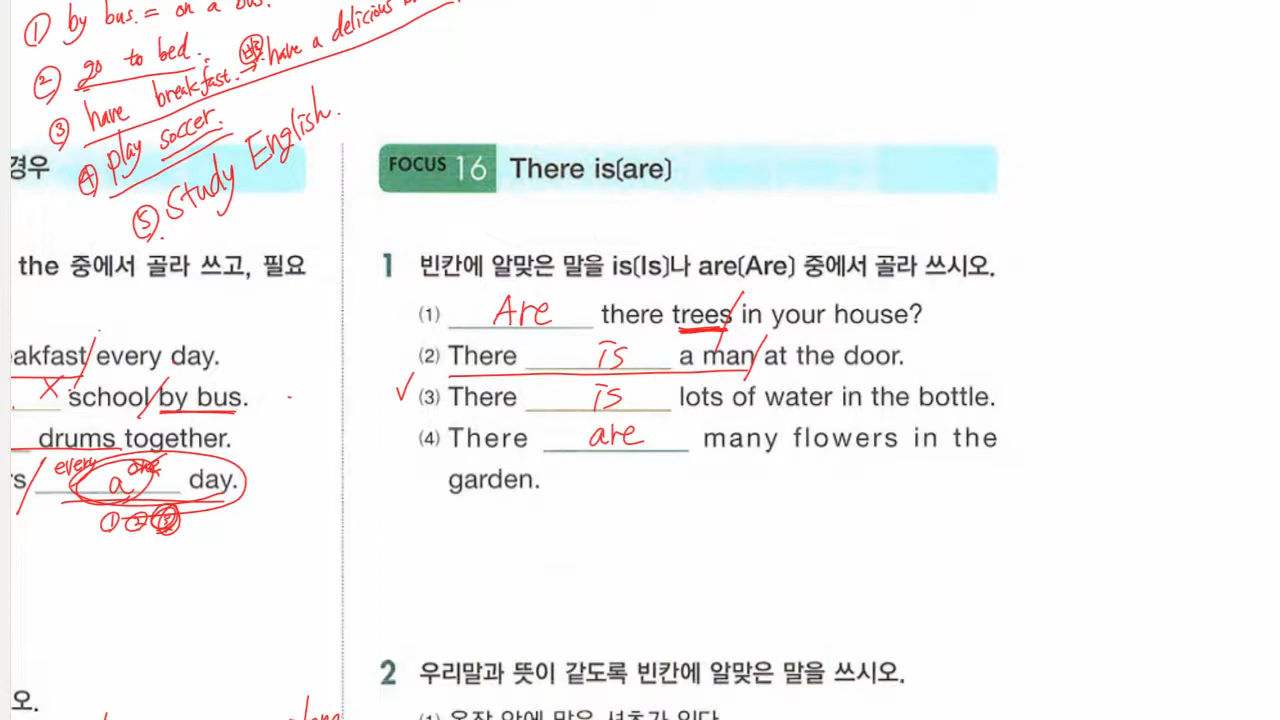 ① by bus. = on a bus.
② go to bed.
③ have breakfast. → have a delicious
④ play soccer.
⑤ Study English.
경우
the 중에서 골라 쓰고, 필요
akfast every day.
X school by bus.
drums together.
every one
rs a day.
① ② ③
오.
FOCUS 16 There is(are)
1 빈칸에 알맞은 말을 is(Is)나 are(Are) 중에서 골라 쓰시오.
(1) Are there trees in your house?
(2) There is a man at the door.
✓ (3) There is lots of water in the bottle.
(4) There are many flowers in the
garden.
2 우리말과 뜻이 같도록 빈칸에 알맞은 말을 쓰시오.